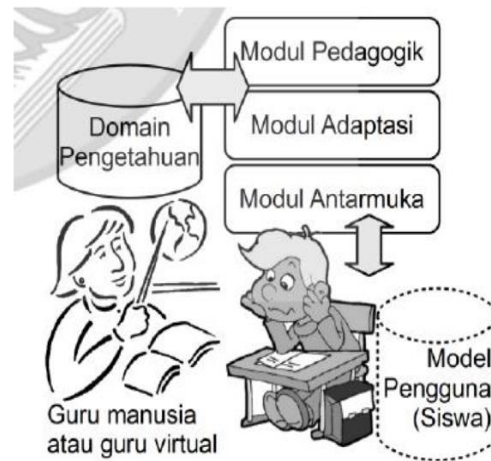 Modul Pedagogik
Domain
Pengetahuan
Modul Adaptasi
Modul Antarmuka
Guru manusia
atau guru virtual
Model
Pengguna
(Siswa)